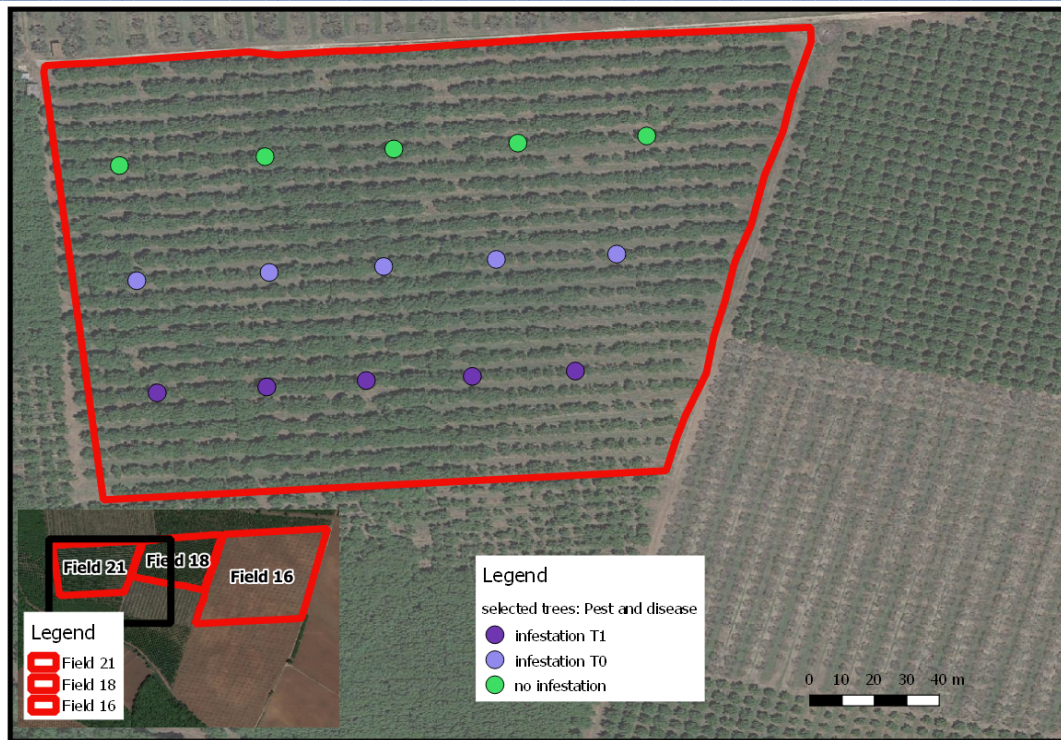 Field 21
Field 18
Field 16
Legend
Field 21
Field 18
Field 16
Legend
selected trees: Pest and disease
infestation T1
infestation T0
no infestation
0 10 20 30 40 m